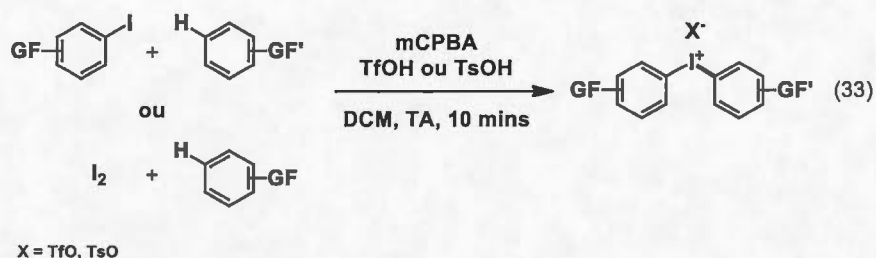 GF I + H GF' mCPBA X-
TfOH ou TsOH GF I+ GF' (33)
ou DCM, TA, 10 mins
I2 + H GF
X = TfO, TsO